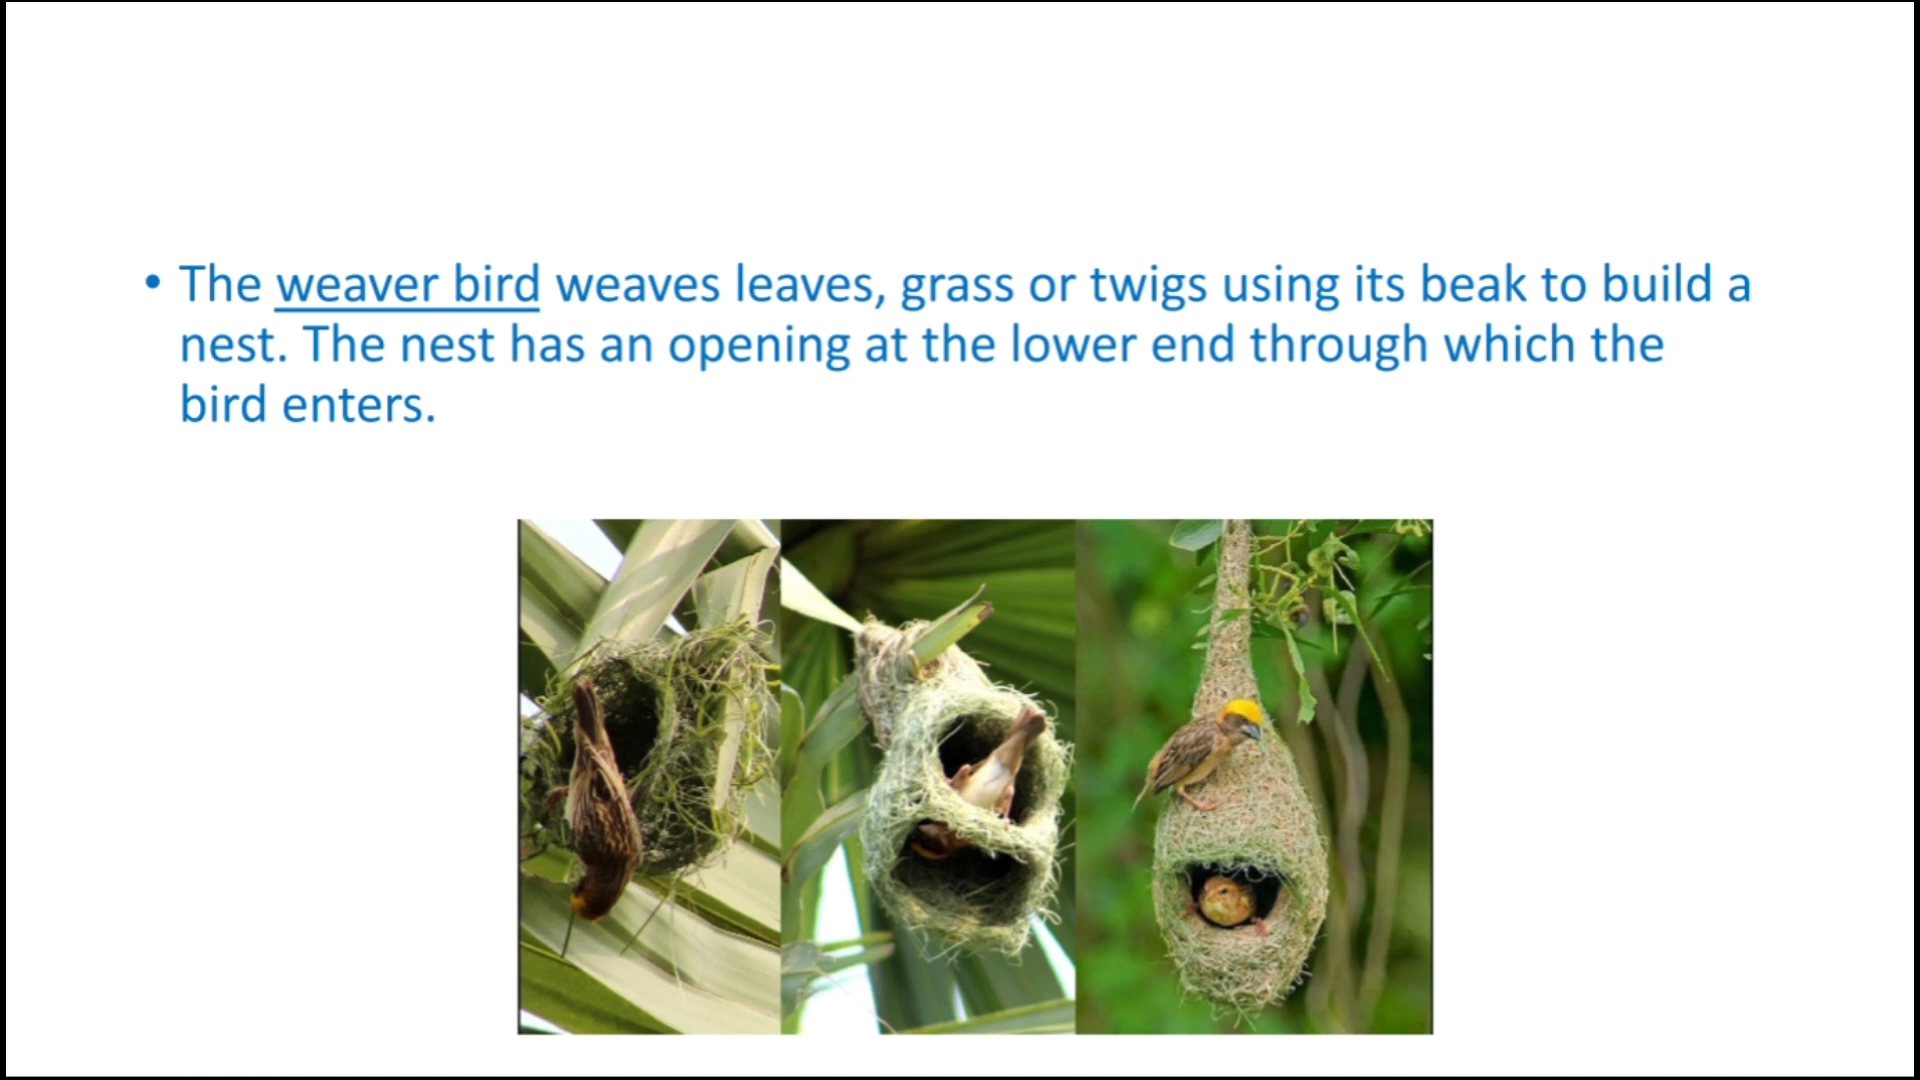 • The weaver bird weaves leaves, grass or twigs using its beak to build a
nest. The nest has an opening at the lower end through which the
bird enters.